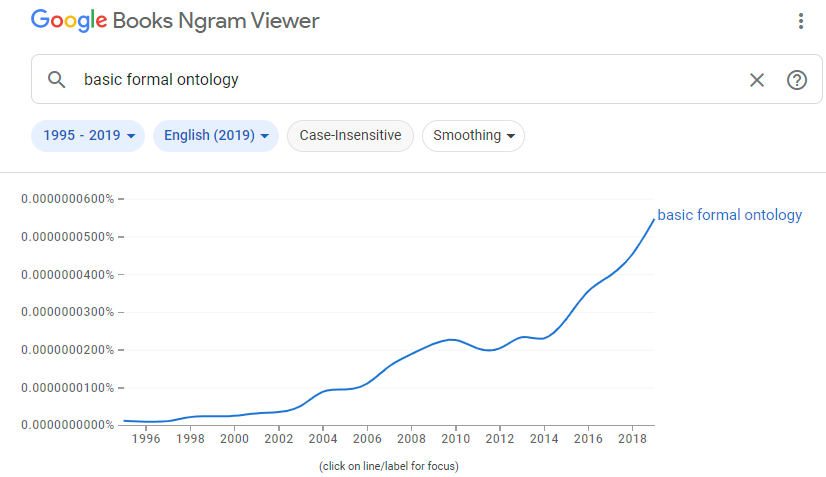 Google Books Ngram Viewer
basic formal ontology
1995 - 2019 English (2019) Case-Insensitive Smoothing
0.0000000600%
basic formal ontology
0.0000000500%
0.0000000400%
0.0000000300%
0.0000000200%
0.0000000100%
0.0000000000%
1996 1998 2000 2002 2004 2006 2008 2010 2012 2014 2016 2018
(click on line/label for focus)